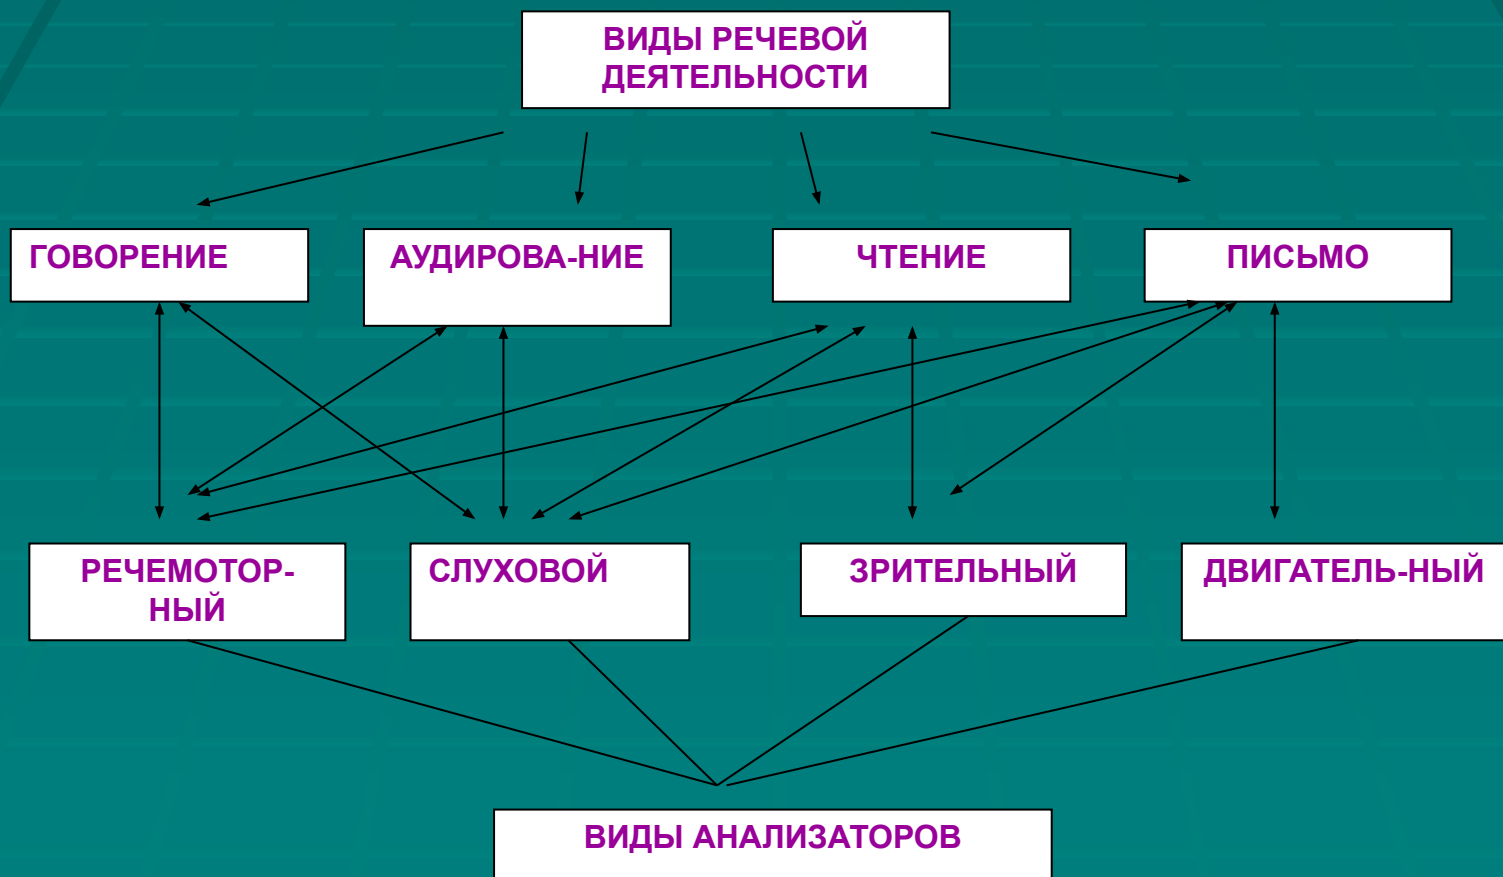 ВИДЫ РЕЧЕВОЙ
ДЕЯТЕЛЬНОСТИ
ГОВОРЕНИЕ
АУДИРОВА-НИЕ
ЧТЕНИЕ
ПИСЬМО
РЕЧЕМОТОР-
НЫЙ
СЛУХОВОЙ
ЗРИТЕЛЬНЫЙ
ДВИГАТЕЛЬ-НЫЙ
ВИДЫ АНАЛИЗАТОРОВ